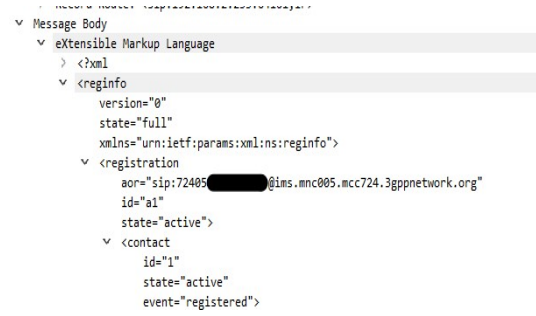 Message Body
eXtensible Markup Language
<?xml
<reginfo
version="0"
state="full"
xmlns="urn:ietf:params:xml:ns:reginfo">
<registration
aor="sip:72405 @ims.mnc005.mcc724.3gppnetwork.org"
id="a1"
state="active">
<contact
id="1"
state="active"
event="registered">